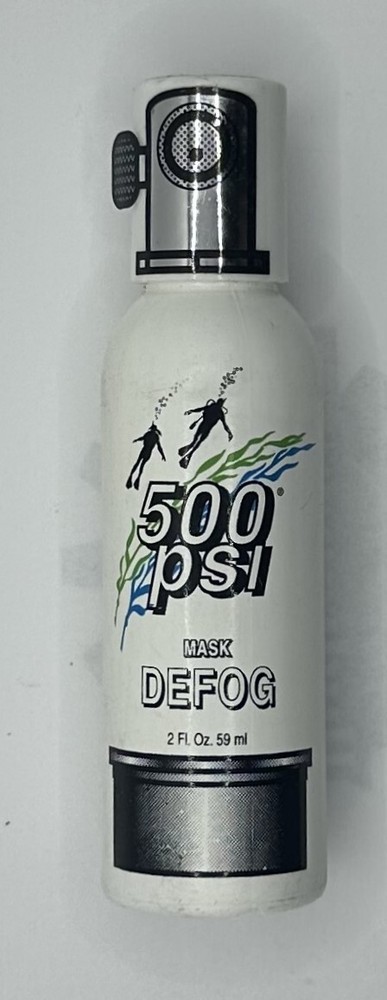 500®
psi
MASK
DEFOG
2 Fl. Oz. 59 ml